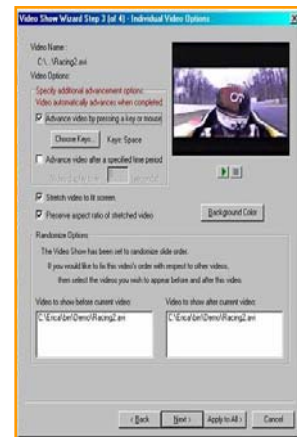 Video Show Wizard Step 3 (of 4) - Individual Video Options
Video Name:
C:\...\Racing2.avi
Video Options:
Specify additional advancement options:
Video automatically advances when completed.
Advance video by pressing a key or mouse
Choose Keys... Keys: Space
Advance video after a specified time period
seconds
Stretch video to fit screen
Preserve aspect ratio of stretched video
Background Color
Randomize Options
The Video Show has been set to randomize slide order.
If you would like to fix this video's order with respect to other videos,
then select the videos you wish to appear before and after this video.
Video to show before current video:
Video to show after current video:
C:\Erica\bin\Demo\Racing2.avi
C:\Erica\bin\Demo\Racing2.avi
< Back
Next >
Apply to All >
Cancel